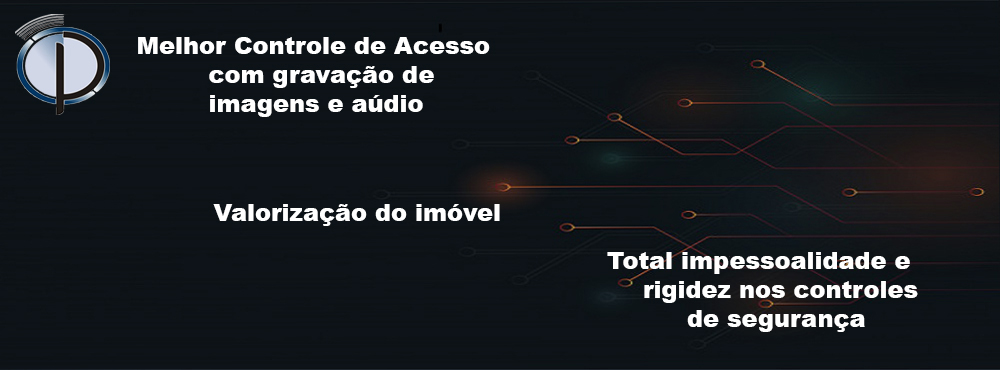 Melhor Controle de Acesso
com gravação de
imagens e aúdio
Valorização do imóvel
Total impessoalidade e
rigidez nos controles
de segurança